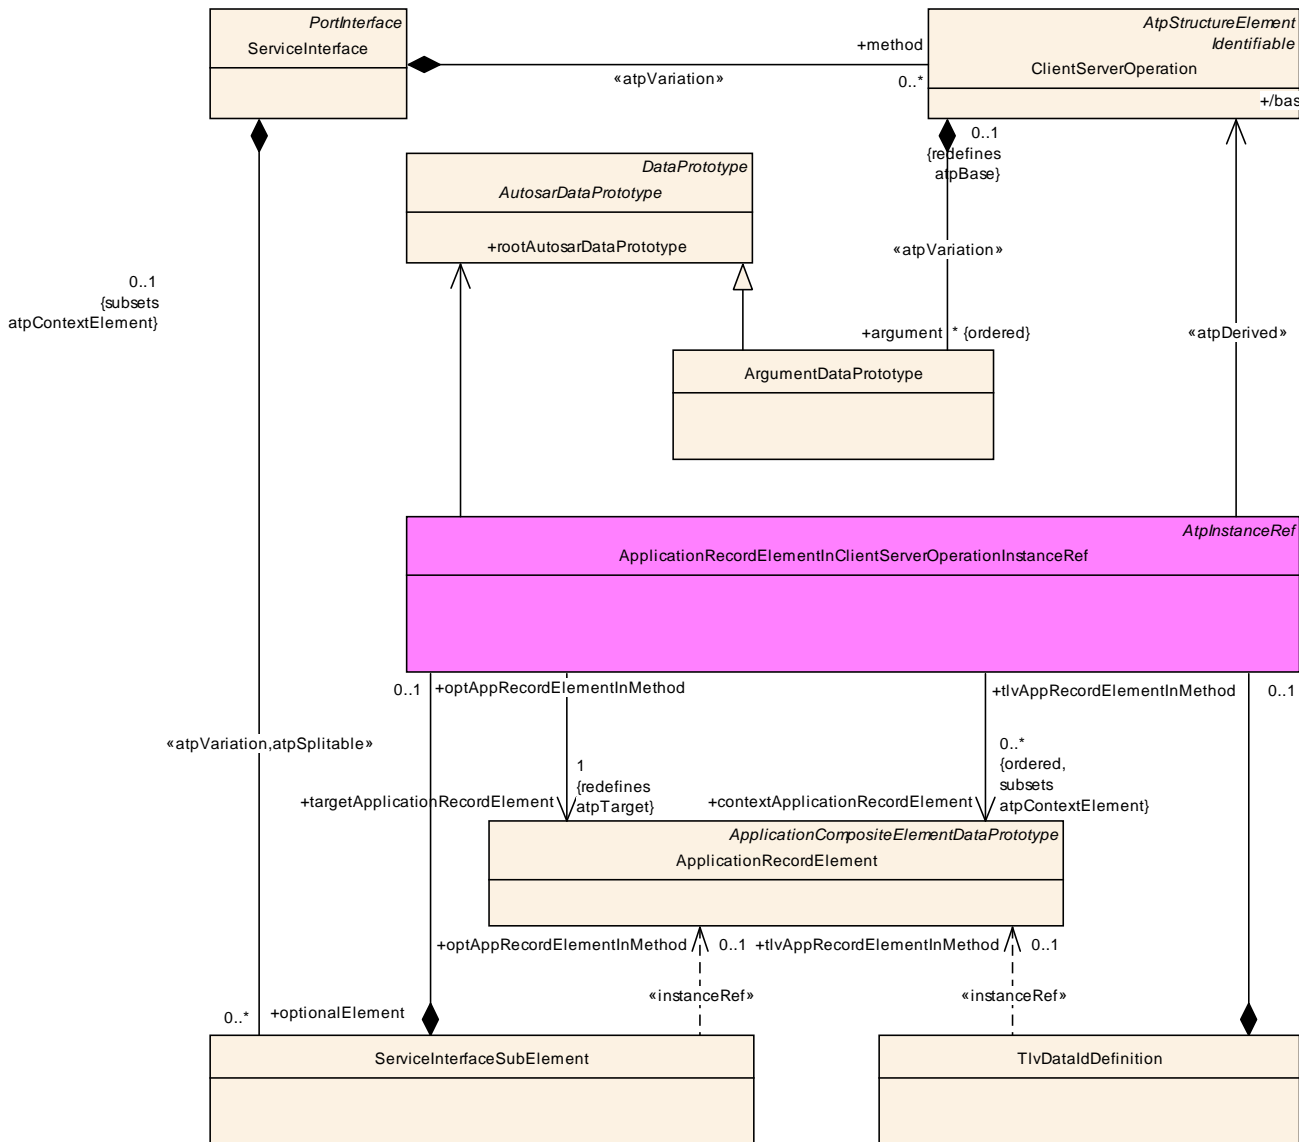 PortInterface
ServiceInterface
AtpStructureElement
Identifiable
ClientServerOperation
+method
0..*
«atpVariation»
+/bas
0..1
{redefines
atpBase}
DataPrototype
AutosarDataPrototype
+rootAutosarDataPrototype
«atpVariation»
0..1
{subsets
atpContextElement}
+argument
* {ordered}
«atpDerived»
ArgumentDataPrototype
AtpInstanceRef
ApplicationRecordElementInClientServerOperationInstanceRef
0..1
+optAppRecordElementInMethod
+tlvAppRecordElementInMethod
0..1
«atpVariation,atpSplitable»
1
{redefines
atpTarget}
+targetApplicationRecordElement
0..*
{ordered,
subsets
atpContextElement}
+contextApplicationRecordElement
ApplicationCompositeElementDataPrototype
ApplicationRecordElement
+optAppRecordElementInMethod
0..1
+tlvAppRecordElementInMethod
0..1
«instanceRef»
«instanceRef»
0..*
+optionalElement
ServiceInterfaceSubElement
TlvDataIdDefinition